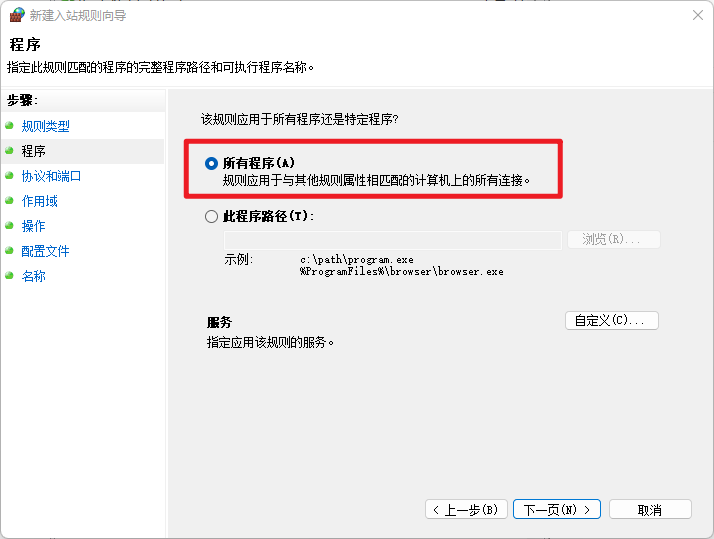 新建入站规则向导
程序
指定此规则匹配的程序的完整程序路径和可执行程序名称。
步骤:
规则类型
程序
协议和端口
作用域
操作
配置文件
名称
该规则应用于所有程序还是特定程序?
所有程序(A)
规则应用于与其他规则属性相匹配的计算机上的所有连接。
此程序路径(T):
浏览(R)...
示例: c:\path\program.exe
%ProgramFiles%\browser\browser.exe
服务
自定义(C)...
指定应用该规则的服务。
< 上一步(B)
下一页(N) >
取消